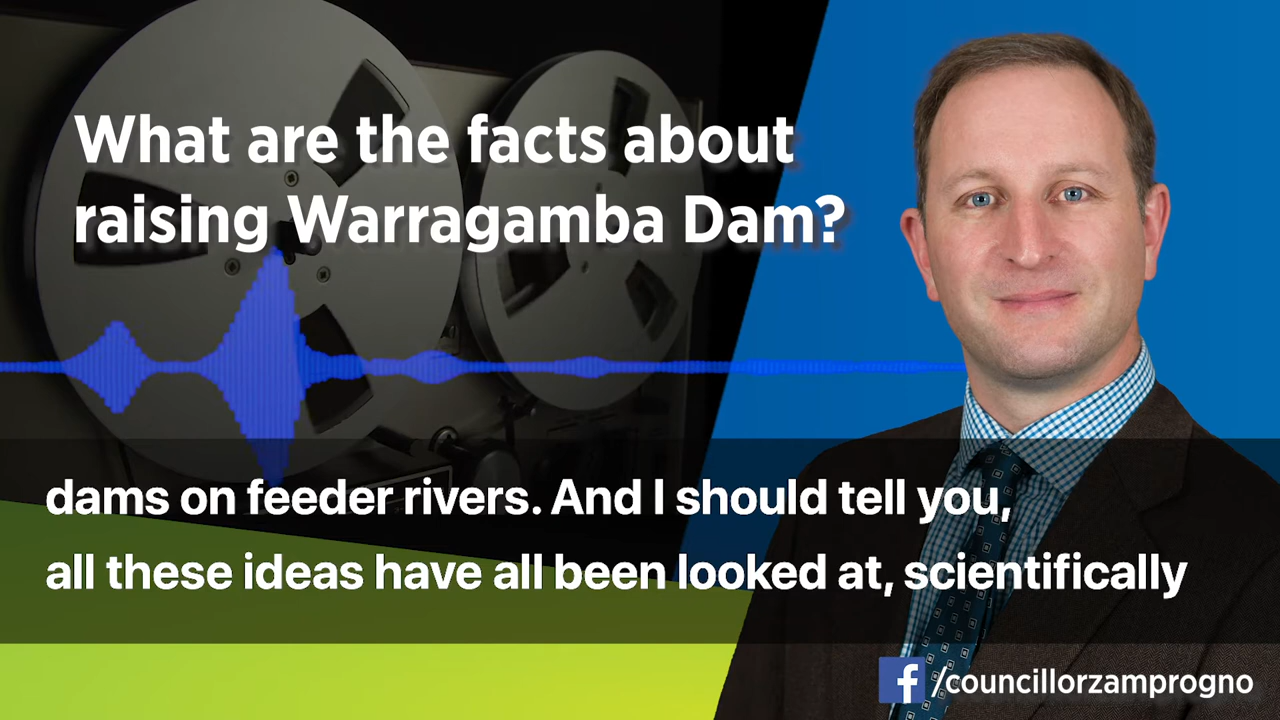 What are the facts about
raising Warragamba Dam?
dams on feeder rivers. And I should tell you,
all these ideas have all been looked at, scientifically
f /councillorzamprogno